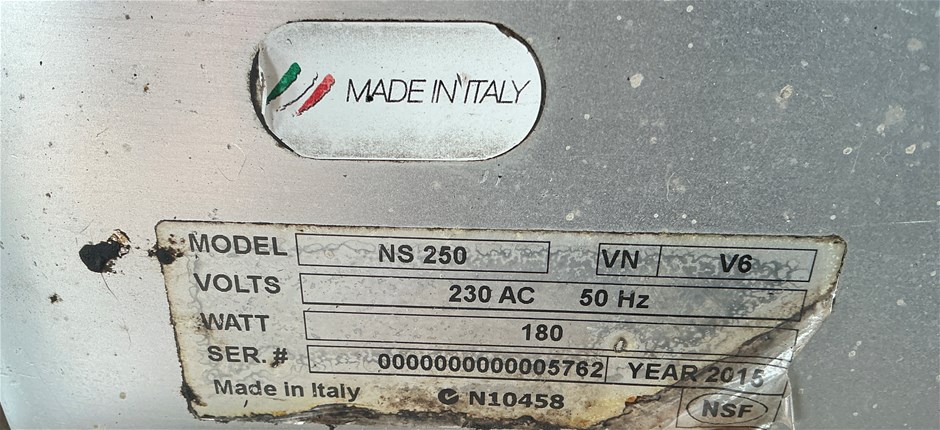 MADE IN ITALY
MODEL NS 250 VN V6
VOLTS 230 AC 50 Hz
WATT 180
SER. # 0000000000005762 YEAR 2015
Made in Italy N10458 NSF